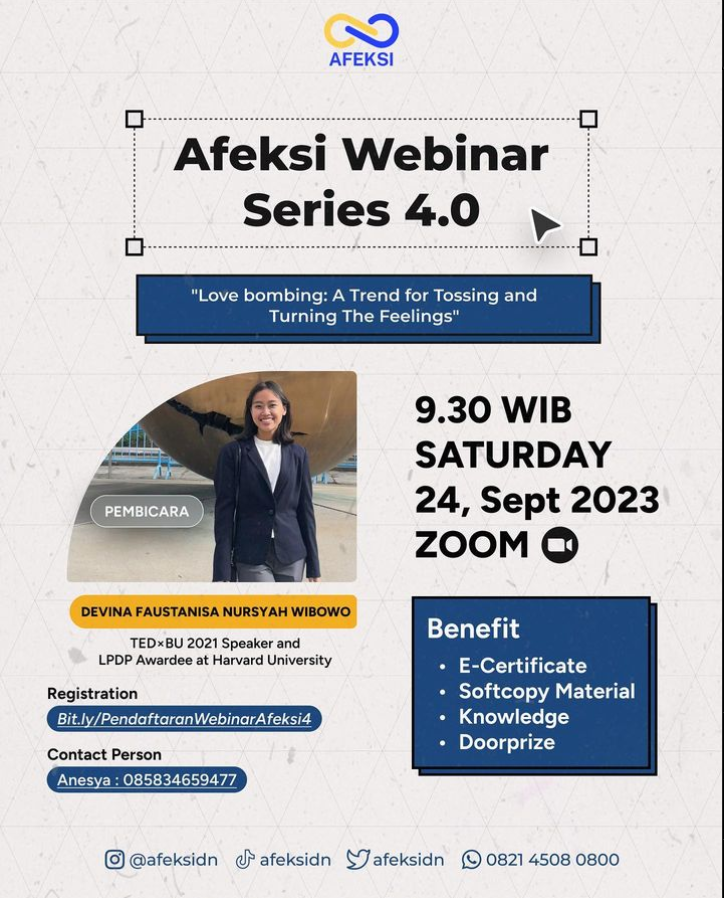 AFEKSI
Afeksi Webinar
Series 4.0
"Love bombing: A Trend for Tossing and
Turning The Feelings"
PEMBICARA
DEVINA FAUSTANISA NURSYAH WIBOWO
TED×BU 2021 Speaker and
LPDP Awardee at Harvard University
Registration
Bit.ly/PendaftaranWebinarAfeksi4
Contact Person
Anesya : 085834659477
9.30 WIB
SATURDAY
24, Sept 2023
ZOOM
Benefit
• E-Certificate
• Softcopy Material
• Knowledge
• Doorprize
@afeksidn afeksidn afeksidn 0821 4508 0800